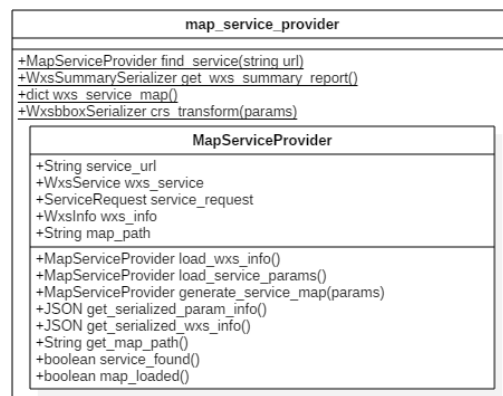 map_service_provider
+MapServiceProvider find_service(string url)
+WxsSummarySerializer get_wxs_summary_report()
+dict wxs_service_map()
+WxsbboxSerializer crs_transform(params)
MapServiceProvider
+String service_url
+WxsService wxs_service
+ServiceRequest service_request
+WxsInfo wxs_info
+String map_path
+MapServiceProvider load_wxs_info()
+MapServiceProvider load_service_params()
+MapServiceProvider generate_service_map(params)
+JSON get_serialized_param_info()
+JSON get_serialized_wxs_info()
+String get_map_path()
+boolean service_found()
+boolean map_loaded()